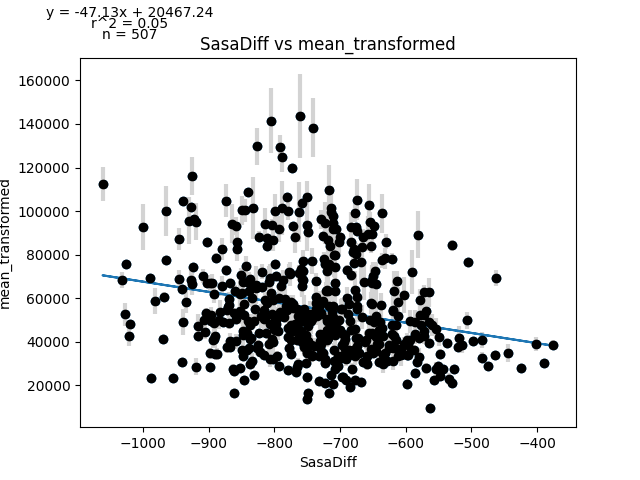 y = -47.13x + 20467.24
r^2 = 0.05
n = 507
SasaDiff vs mean_transformed
mean_transformed
160000
140000
120000
100000
80000
60000
40000
20000
−1000
−900
−800
−700
−600
−500
−400
SasaDiff